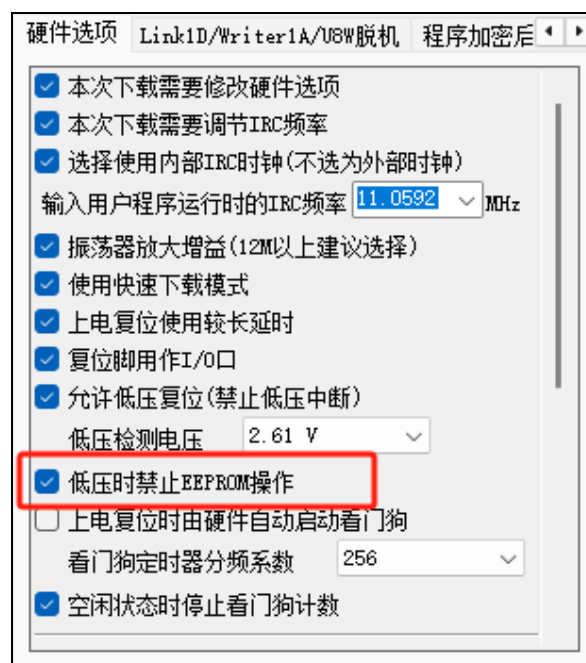 硬件选项 Link1D/Writer1A/U8W脱机 程序加密后
本次下载需要修改硬件选项
本次下载需要调节IRC频率
选择使用内部IRC时钟(不选为外部时钟)
输入用户程序运行时的IRC频率 11.0592 MHz
振荡器放大增益(12M以上建议选择)
使用快速下载模式
上电复位使用较长延时
复位脚用作I/O口
允许低压复位(禁止低压中断)
低压检测电压 2.61 V
低压时禁止EEPROM操作
上电复位时由硬件自动启动看门狗
看门狗定时器分频系数 256
空闲状态时停止看门狗计数